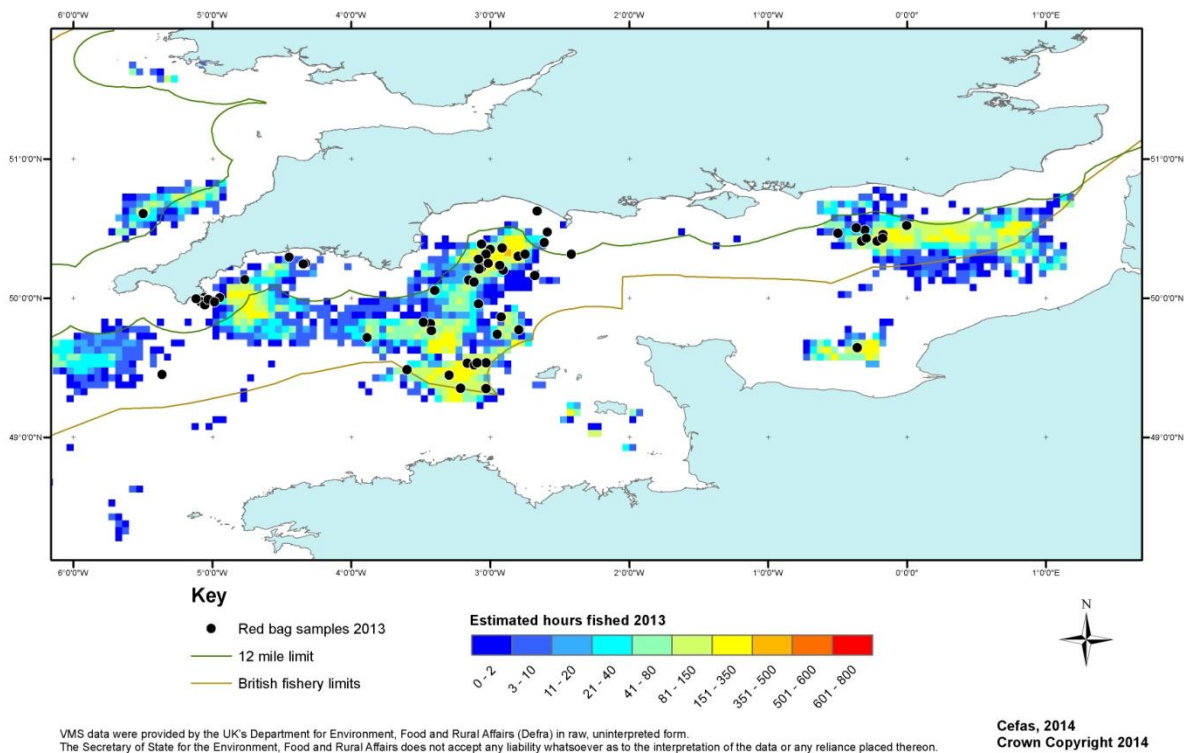 6°0'0"W 5°0'0"W 4°0'0"W 3°0'0"W 2°0'0"W 1°0'0"W 0°0'0" 1°0'0"E
51°0'0"N 51°0'0"N
50°0'0"N 50°0'0"N
49°0'0"N 49°0'0"N
6°0'0"W 5°0'0"W 4°0'0"W 3°0'0"W 2°0'0"W 1°0'0"W 0°0'0" 1°0'0"E
Key
Red bag samples 2013
12 mile limit
British fishery limits
Estimated hours fished 2013
0 - 2 3 - 10 11 - 20 21 - 40 41 - 80 81 - 150 151 - 350 351 - 500 501 - 600 601 - 800
N
VMS data were provided by the UK's Department for Environment, Food and Rural Affairs (Defra) in raw, uninterpreted form.
The Secretary of State for the Environment, Food and Rural Affairs does not accept any liability whatsoever as to the interpretation of the data or any reliance placed thereon.
Cefas, 2014
Crown Copyright 2014